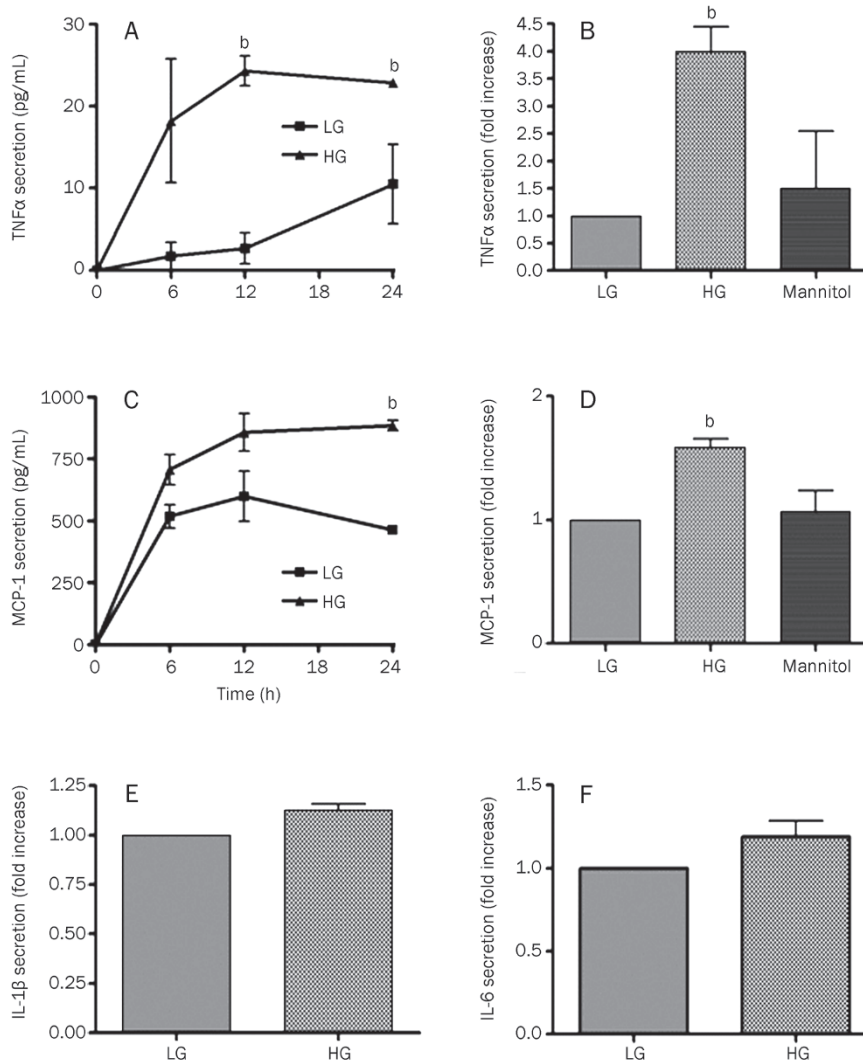 A
TNFα secretion (pg/mL)
30
20
10
0
b
b
LG
HG
0 6 12 18 24
B
TNFα secretion (fold increase)
4.5
4.0
3.5
3.0
2.5
2.0
1.5
1.0
0.5
0.0
b
LG HG Mannitol
C
MCP-1 secretion (pg/mL)
1000
750
500
250
0
b
LG
HG
0 6 12 18 24
Time (h)
D
MCP-1 secretion (fold increase)
2
1
0
b
LG HG Mannitol
E
IL-1β secretion (fold increase)
1.25
1.00
0.75
0.50
0.25
0.00
LG HG
F
IL-6 secretion (fold increase)
1.5
1.0
0.5
0.0
LG HG